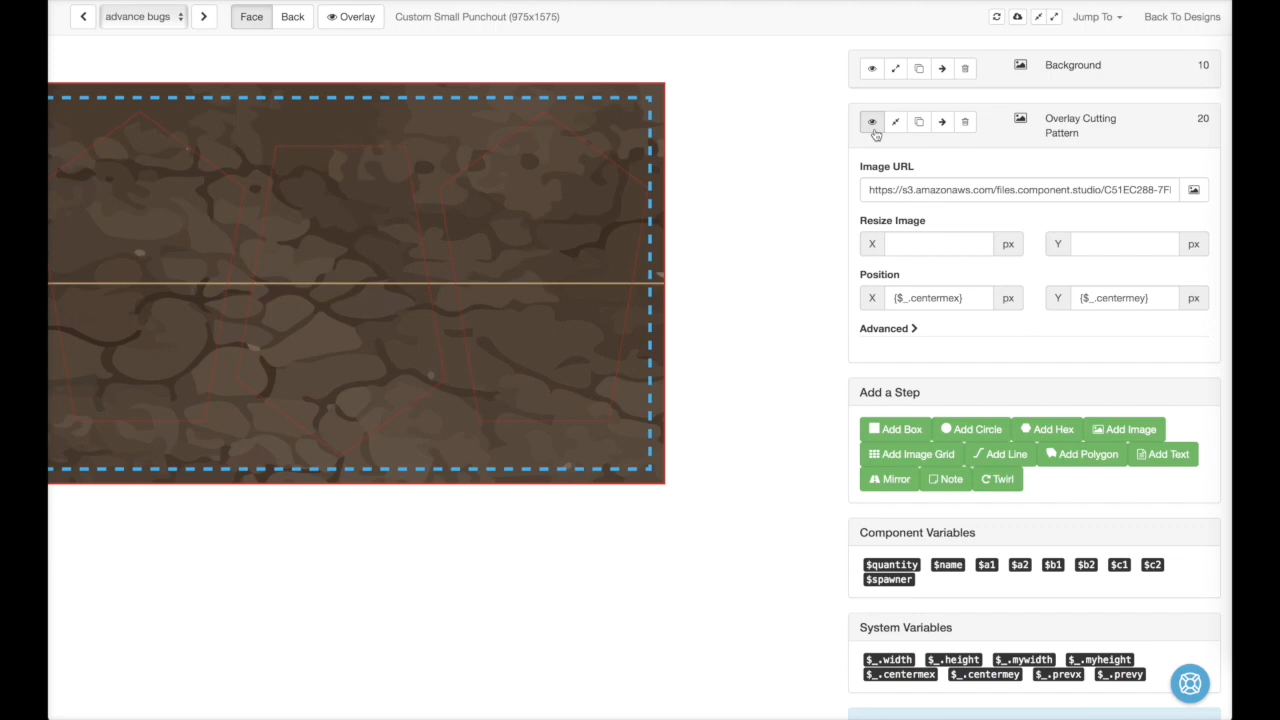 advance bugs Face Back Overlay Custom Small Punchout (975x1575) Jump To Back To Designs
Background 10
Overlay Cutting 20
Pattern
Image URL
https://s3.amazonaws.com/files.component.studio/C51EC288-7F
Resize Image
X px Y px
Position
X {$_.centermex} px Y {$_.centermey} px
Advanced
Add a Step
Add Box Add Circle Add Hex Add Image
Add Image Grid Add Line Add Polygon Add Text
Mirror Note Twirl
Component Variables
$quantity $name $a1 $a2 $b1 $b2 $c1 $c2
$spawner
System Variables
$_.width $_.height $_.mywidth $_.myheight
$_.centermex $_.centermey $_.prevx $_.prevy